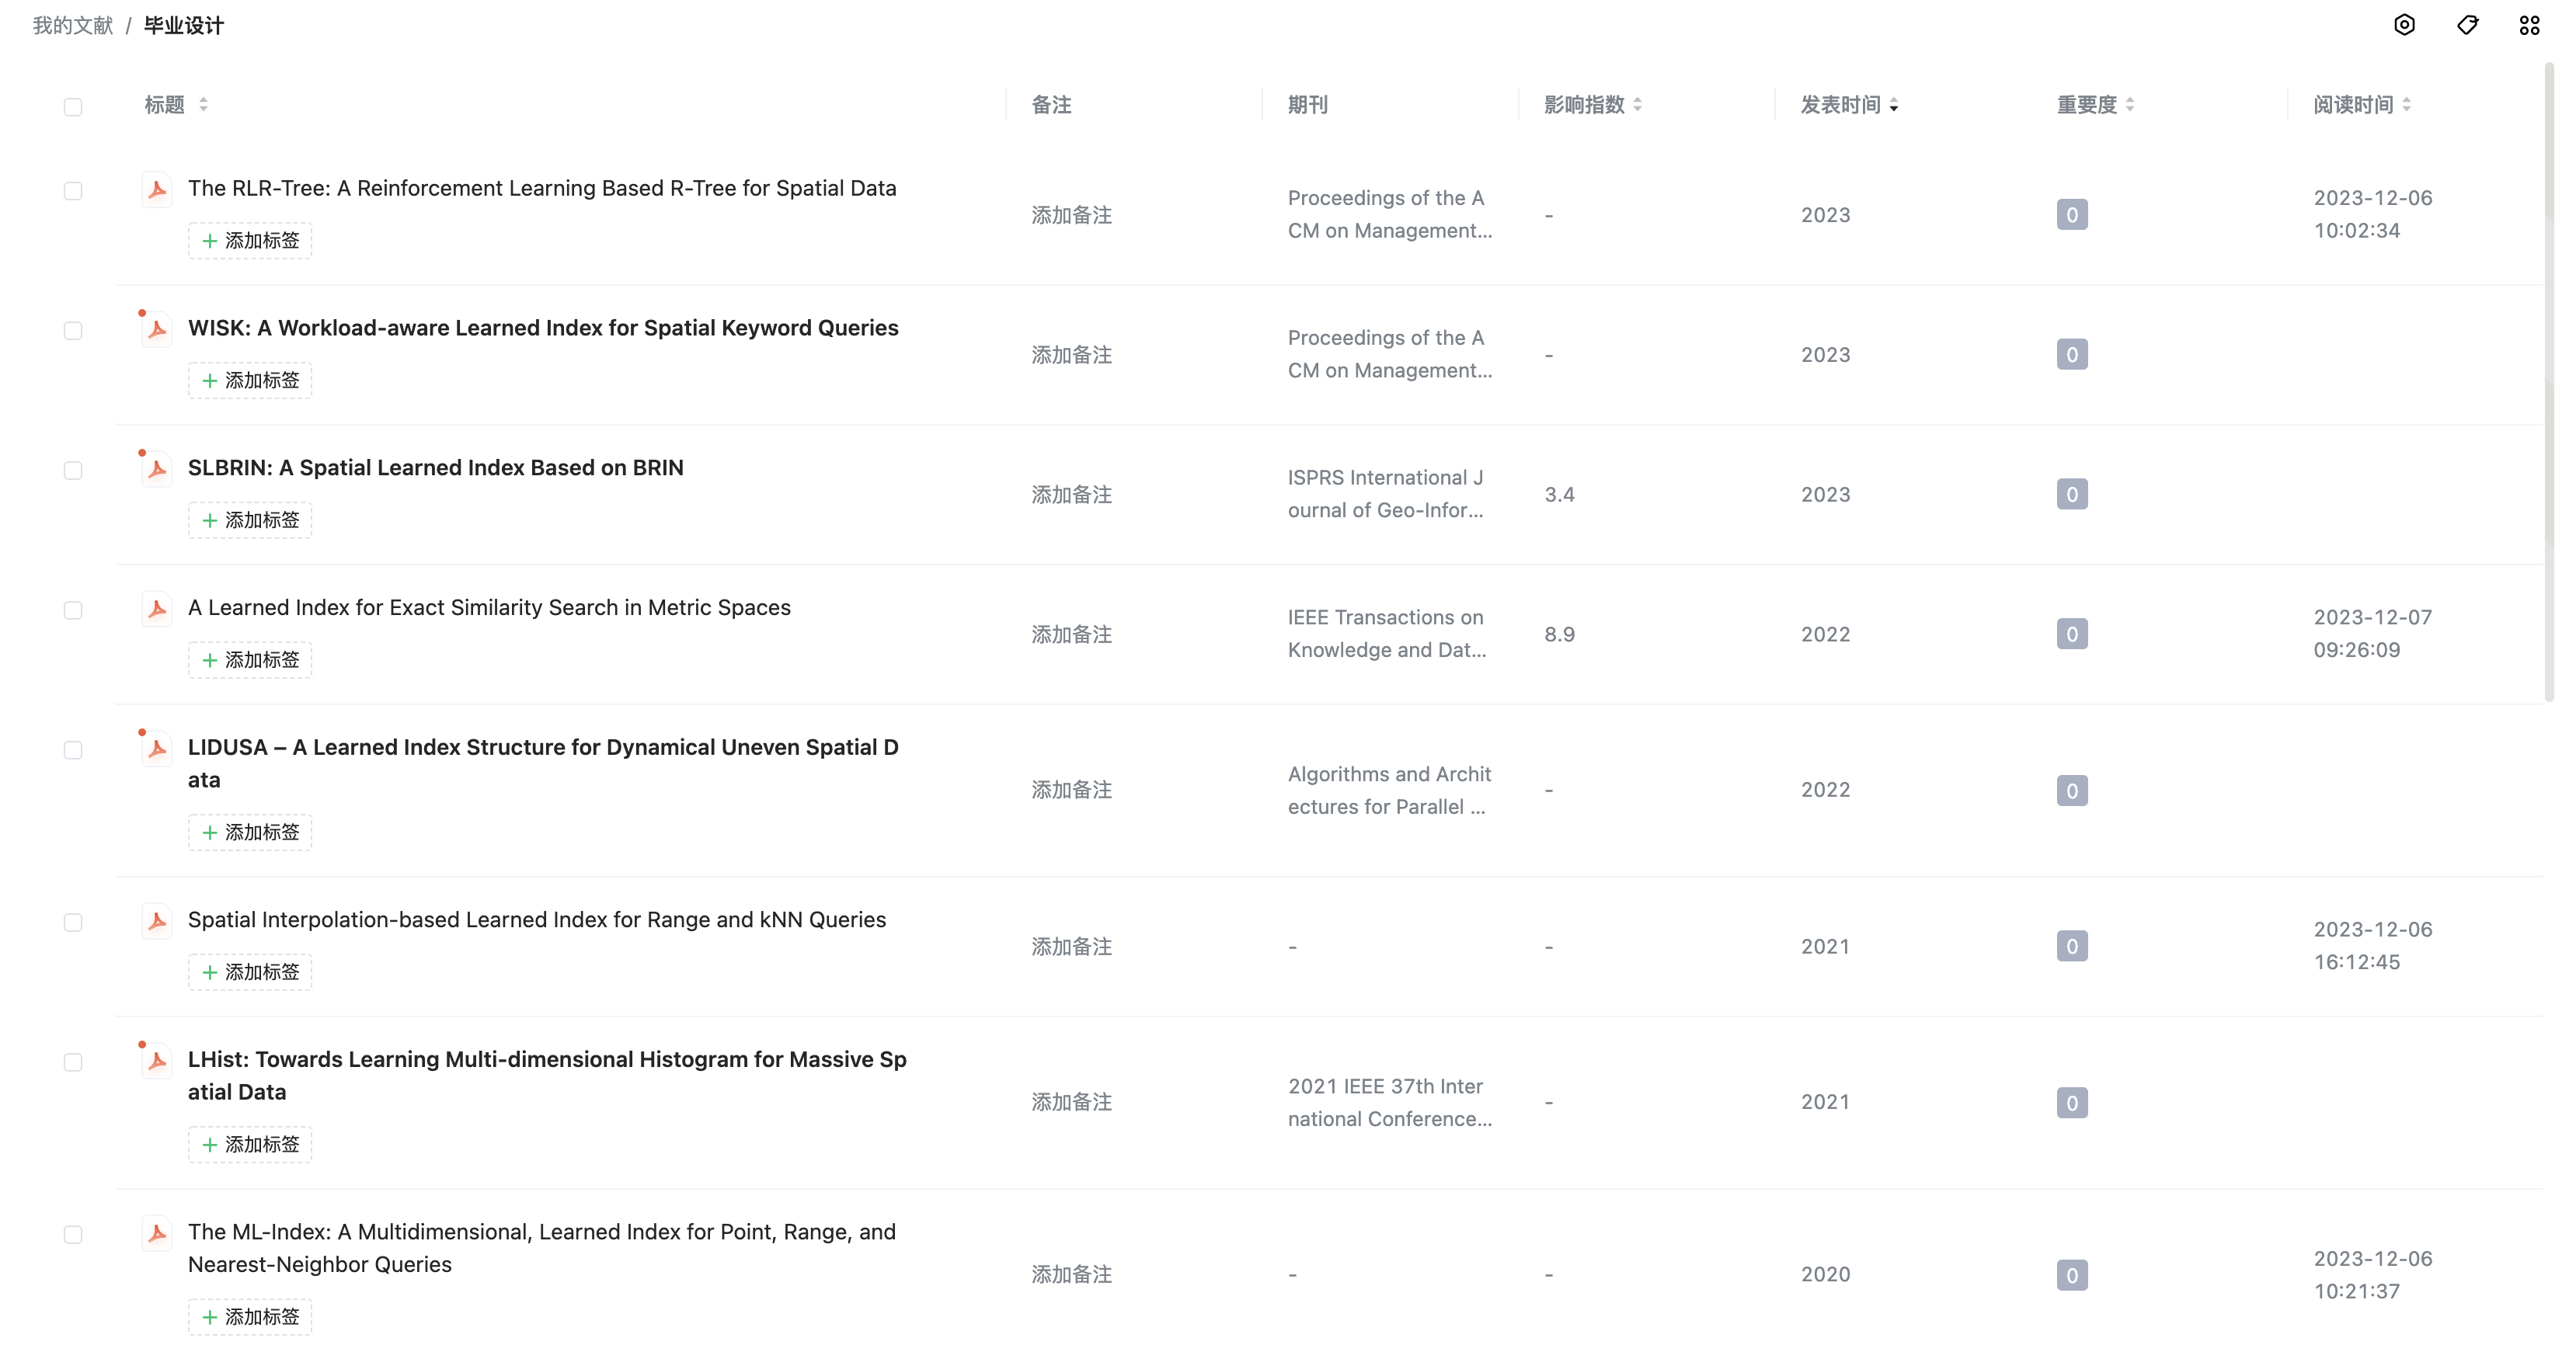 我的文献 / 毕业设计
标题 备注 期刊 影响指数 发表时间 重要度 阅读时间
The RLR-Tree: A Reinforcement Learning Based R-Tree for Spatial Data
+ 添加标签
添加备注
Proceedings of the A
CM on Management...
-
2023
0
2023-12-06
10:02:34
WISK: A Workload-aware Learned Index for Spatial Keyword Queries
+ 添加标签
添加备注
Proceedings of the A
CM on Management...
-
2023
0
SLBRIN: A Spatial Learned Index Based on BRIN
+ 添加标签
添加备注
ISPRS International J
ournal of Geo-Infor...
3.4
2023
0
A Learned Index for Exact Similarity Search in Metric Spaces
+ 添加标签
添加备注
IEEE Transactions on
Knowledge and Dat...
8.9
2022
0
2023-12-07
09:26:09
LIDUSA – A Learned Index Structure for Dynamical Uneven Spatial D
ata
+ 添加标签
添加备注
Algorithms and Archit
ectures for Parallel ...
-
2022
0
Spatial Interpolation-based Learned Index for Range and kNN Queries
+ 添加标签
添加备注
-
-
2021
0
2023-12-06
16:12:45
LHist: Towards Learning Multi-dimensional Histogram for Massive Sp
atial Data
+ 添加标签
添加备注
2021 IEEE 37th Inter
national Conference...
-
2021
0
The ML-Index: A Multidimensional, Learned Index for Point, Range, and
Nearest-Neighbor Queries
+ 添加标签
添加备注
-
-
2020
0
2023-12-06
10:21:37